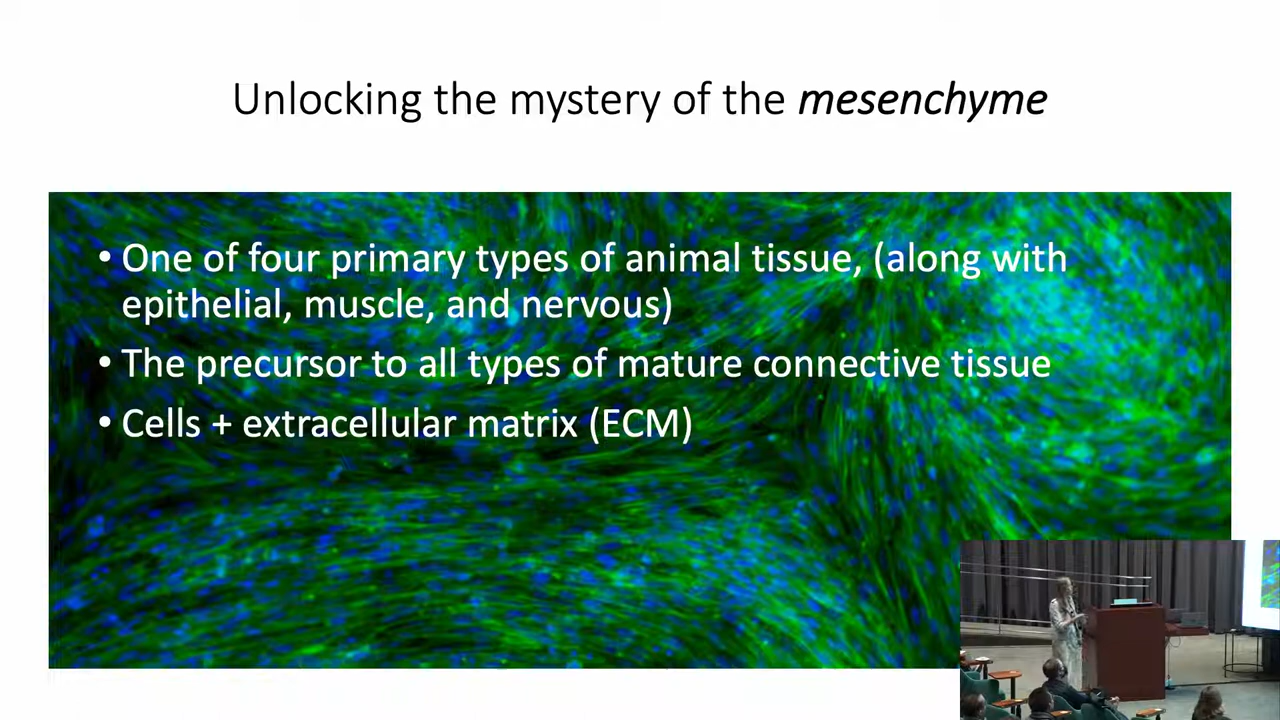 Unlocking the mystery of the mesenchyme
• One of four primary types of animal tissue, (along with
epithelial, muscle, and nervous)
• The precursor to all types of mature connective tissue
• Cells + extracellular matrix (ECM)